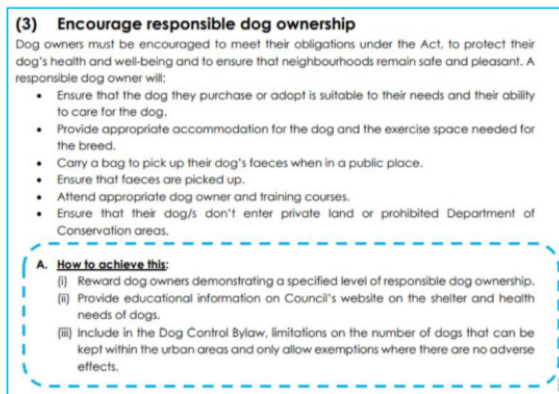 (3) Encourage responsible dog ownership
Dog owners must be encouraged to meet their obligations under the Act, to protect their
dog's health and well-being and to ensure that neighbourhoods remain safe and pleasant. A
responsible dog owner will:
• Ensure that the dog they purchase or adopt is suitable to their needs and their ability
to care for the dog.
• Provide appropriate accommodation for the dog and the exercise space needed for
the breed.
• Carry a bag to pick up their dog's faeces when in a public place.
• Ensure that faeces are picked up.
• Attend appropriate dog owner and training courses.
• Ensure that their dog/s don't enter private land or prohibited Department of
Conservation areas.
A. How to achieve this:
(i) Reward dog owners demonstrating a specified level of responsible dog ownership.
(ii) Provide educational information on Council's website on the shelter and health
needs of dogs.
(iii) Include in the Dog Control Bylaw, limitations on the number of dogs that can be
kept within the urban areas and only allow exemptions where there are no adverse
effects.